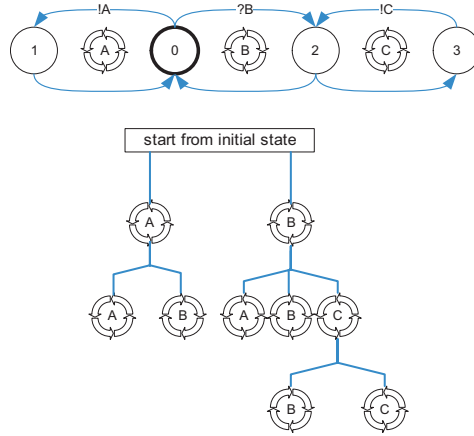 !A ?B !C
1 A 0 B 2 C 3
start from initial state
A B
A B A B C
B C